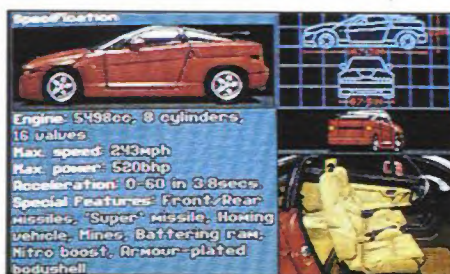 Specification
Engine: 5498cc, 8 cylinders,
16 valves
Max. speed: 243mph
Max. power: 520bhp
Acceleration: 0-60 in 3.8secs.
Special Features: Front/Rear
missiles, 'Super' missile, Homing
vehicle, Mines, Battering ram,
Nitro boost, Armour-plated
bodyshell